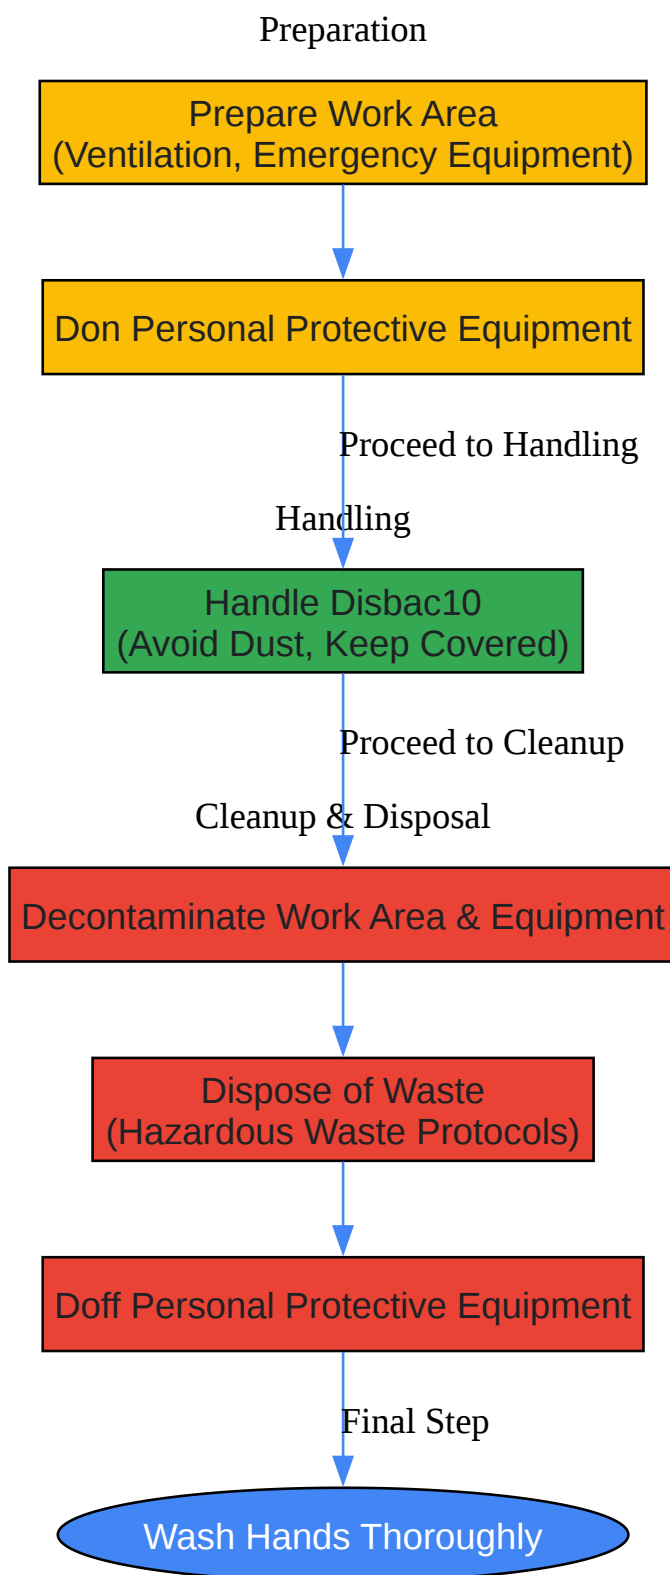 Preparation
Prepare Work Area
(Ventilation, Emergency Equipment)
Don Personal Protective Equipment
Proceed to Handling
Handling
Handle Disbac10
(Avoid Dust, Keep Covered)
Proceed to Cleanup
Cleanup & Disposal
Decontaminate Work Area & Equipment
Dispose of Waste
(Hazardous Waste Protocols)
Doff Personal Protective Equipment
Final Step
Wash Hands Thoroughly